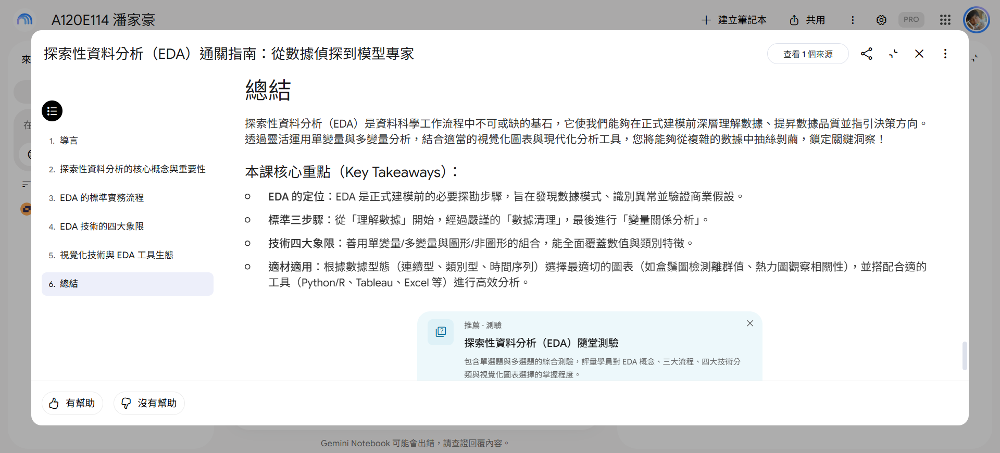 A120E114 潘家豪
建立筆記本
共用
PRO
來
在
探索性資料分析（EDA）通關指南：從數據偵探到模型專家
查看 1 個來源
1. 導言
2. 探索性資料分析的核心概念與重要性
3. EDA 的標準實務流程
4. EDA 技術的四大象限
5. 視覺化技術與 EDA 工具生態
6. 總結
總結
探索性資料分析（EDA）是資料科學工作流程中不可或缺的基石，它使我們能夠在正式建模前深層理解數據、提昇數據品質並指引決策方向。
透過靈活運用單變量與多變量分析，結合適當的視覺化圖表與現代化分析工具，您將能夠從複雜的數據中抽絲剝繭，鎖定關鍵洞察！
本課核心重點（Key Takeaways）：
EDA 的定位：EDA 是正式建模前的必要探勘步驟，旨在發現數據模式、識別異常並驗證商業假設。
標準三步驟：從「理解數據」開始，經過嚴謹的「數據清理」，最後進行「變量關係分析」。
技術四大象限：善用單變量/多變量與圖形/非圖形的組合，能全面覆蓋數值與類別特徵。
適材適用：根據數據型態（連續型、類別型、時間序列）選擇最適切的圖表（如盒鬚圖檢測離群值、熱力圖觀察相關性），並搭配合適的
工具（Python/R、Tableau、Excel 等）進行高效分析。
推薦 · 測驗
探索性資料分析（EDA）隨堂測驗
包含單選題與多選題的綜合測驗，評量學員對 EDA 概念、三大流程、四大技術分
類與視覺化圖表選擇的掌握程度。
有幫助
沒有幫助
Gemini Notebook 可能會出錯，請查證回覆內容。